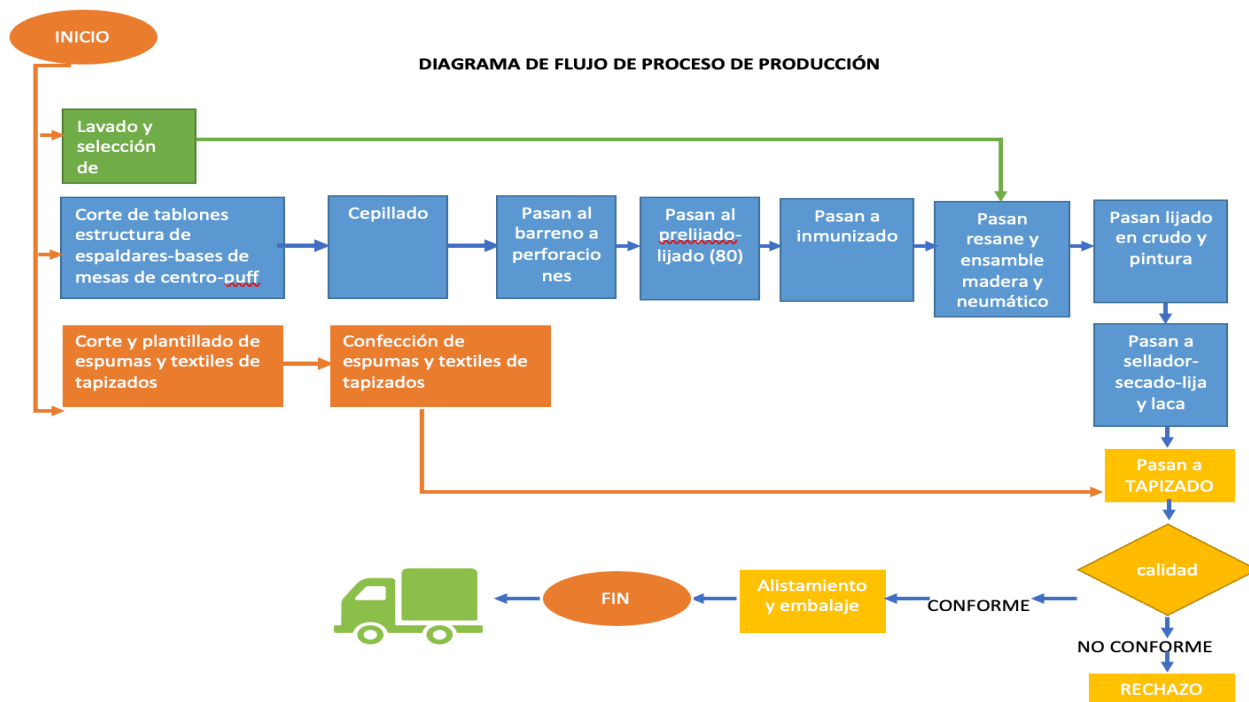 INICIO
DIAGRAMA DE FLUJO DE PROCESO DE PRODUCCIÓN
Lavado y
selección
de
Corte de tablones
estructura de
espaldares-bases de
mesas de centro-puff
Cepillado
Pasan al
barreno a
perforacio
nes
Pasan al
prelijado-
lijado (80)
Pasan a
inmunizado
Pasan
resane y
ensamble
madera y
neumático
Pasan lijado
en crudo y
pintura
Corte y plantillado de
espumas y textiles de
tapizados
Confección de
espumas y textiles de
tapizados
Pasan a
sellador-
secado-lija
y laca
Pasan a
TAPIZADO
calidad
CONFORME
Alistamiento
y embalaje
FIN
NO CONFORME
RECHAZO